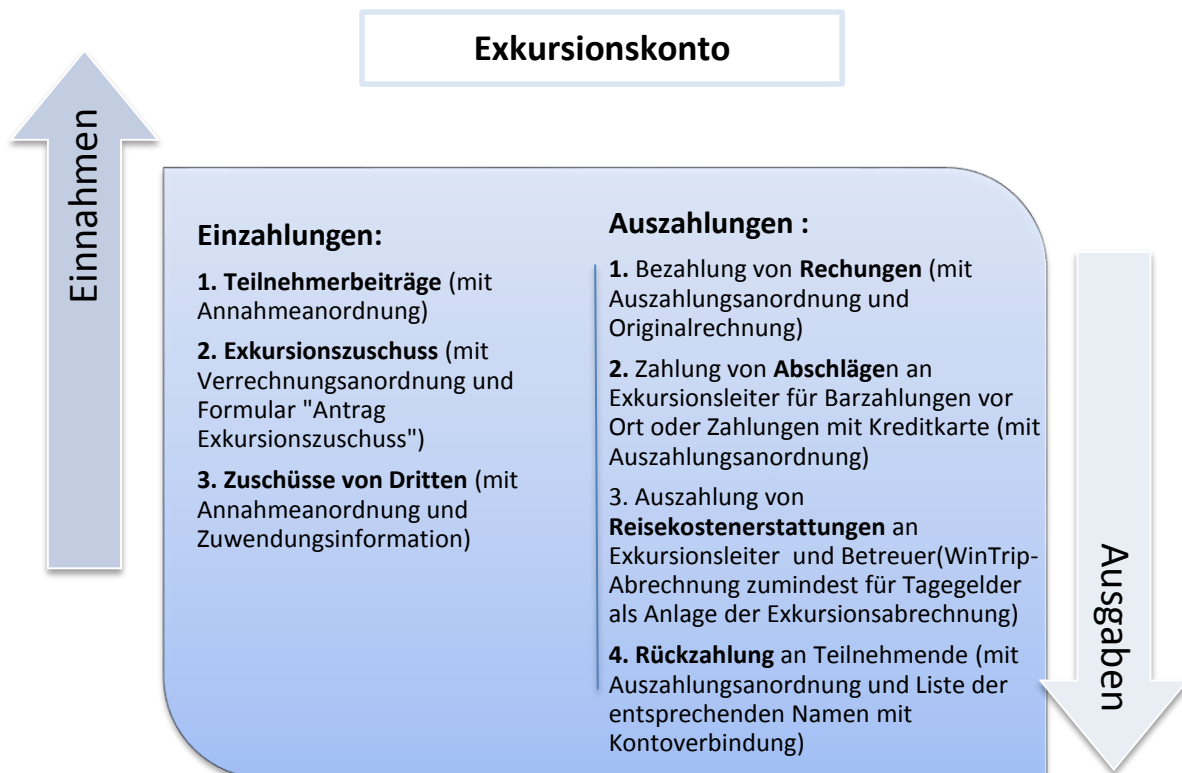 Exkursionskonto
Einnahmen
Einzahlungen:
1. Teilnehmerbeiträge (mit
Annahmeanordnung)
2. Exkursionszuschuss (mit
Verrechnungsanordnung und
Formular "Antrag
Exkursionszuschuss")
3. Zuschüsse von Dritten (mit
Annahmeanordnung und
Zuwendungsinformation)
Auszahlungen :
1. Bezahlung von Rechungen (mit
Auszahlungsanordnung und
Originalrechnung)
2. Zahlung von Abschlägen an
Exkursionsleiter für Barzahlungen vor
Ort oder Zahlungen mit Kreditkarte (mit
Auszahlungsanordnung)
3. Auszahlung von
Reisekostenerstattungen an
Exkursionsleiter und Betreuer(WinTrip-
Abrechnung zumindest für Tagegelder
als Anlage der Exkursionsabrechnung)
4. Rückzahlung an Teilnehmende (mit
Auszahlungsanordnung und Liste der
entsprechenden Namen mit
Kontoverbindung)
Ausgaben